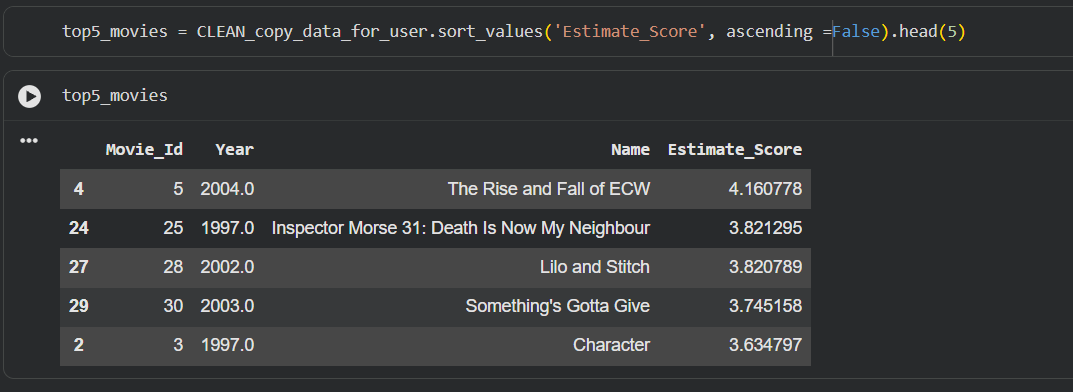 top5_movies = CLEAN_copy_data_for_user.sort_values('Estimate_Score', ascending =False).head(5)
top5_movies
Movie_Id Year Name Estimate_Score
4 5 2004.0 The Rise and Fall of ECW 4.160778
24 25 1997.0 Inspector Morse 31: Death Is Now My Neighbour 3.821295
27 28 2002.0 Lilo and Stitch 3.820789
29 30 2003.0 Something's Gotta Give 3.745158
2 3 1997.0 Character 3.634797